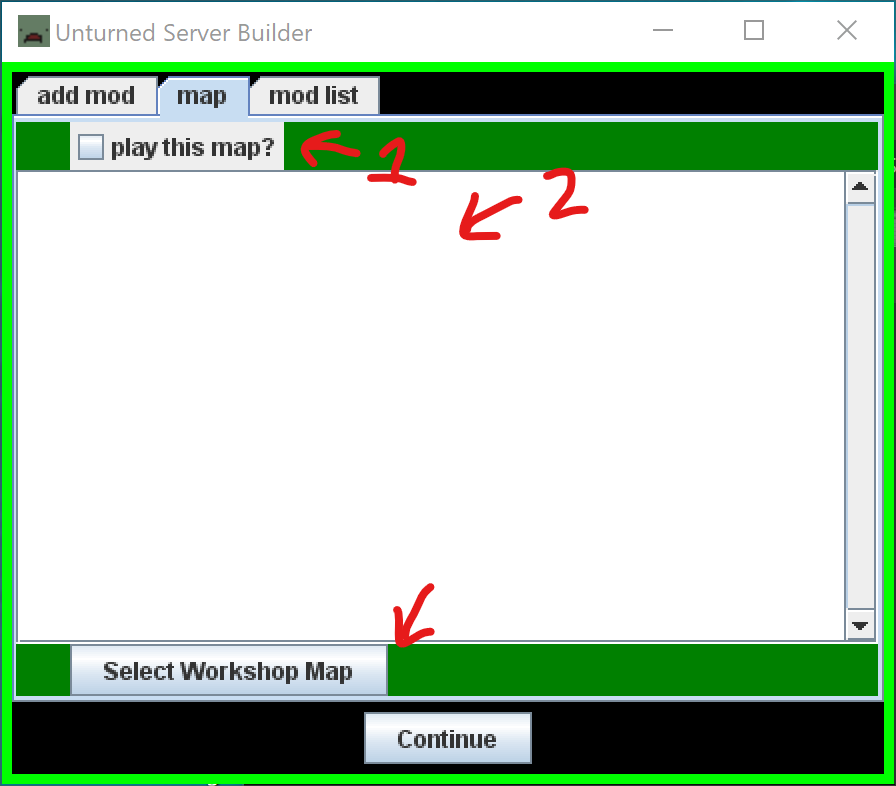 Unturned Server Builder
add mod map mod list
play this map? 1
2
Select Workshop Map
Continue